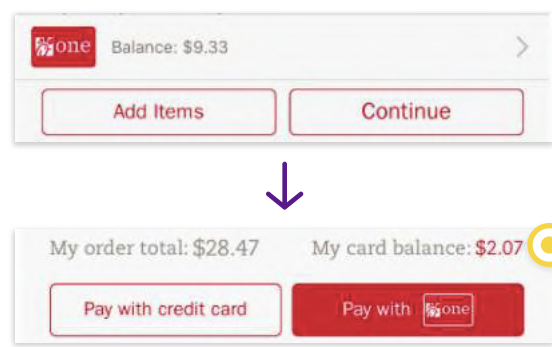 one Balance: $9.33
Add Items Continue
My order total: $28.47 My card balance: $2.07
Pay with credit card Pay with one